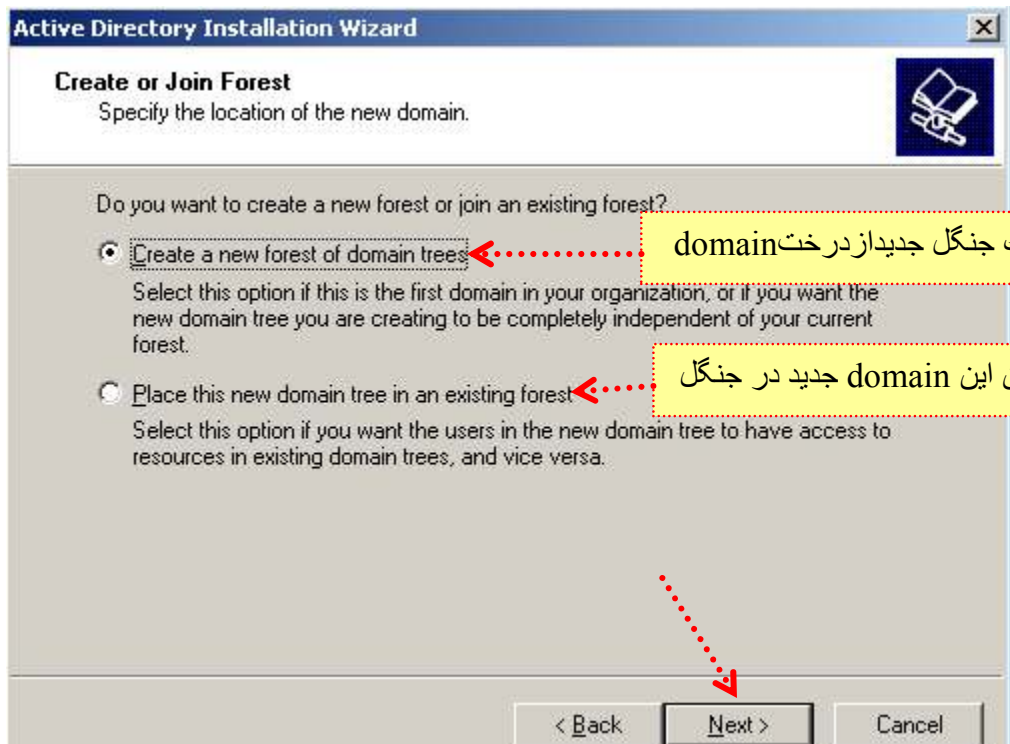 Active Directory Installation Wizard
Create or Join Forest
Specify the location of the new domain.
Do you want to create a new forest or join an existing forest?
Create a new forest of domain trees
جنگل جدیدازدرختdomain
Select this option if this is the first domain in your organization, or if you want the
new domain tree you are creating to be completely independent of your current
forest.
Place this new domain tree in an existing forest
این domain جدید در جنگل
Select this option if you want the users in the new domain tree to have access to
resources in existing domain trees, and vice versa.
< Back Next > Cancel